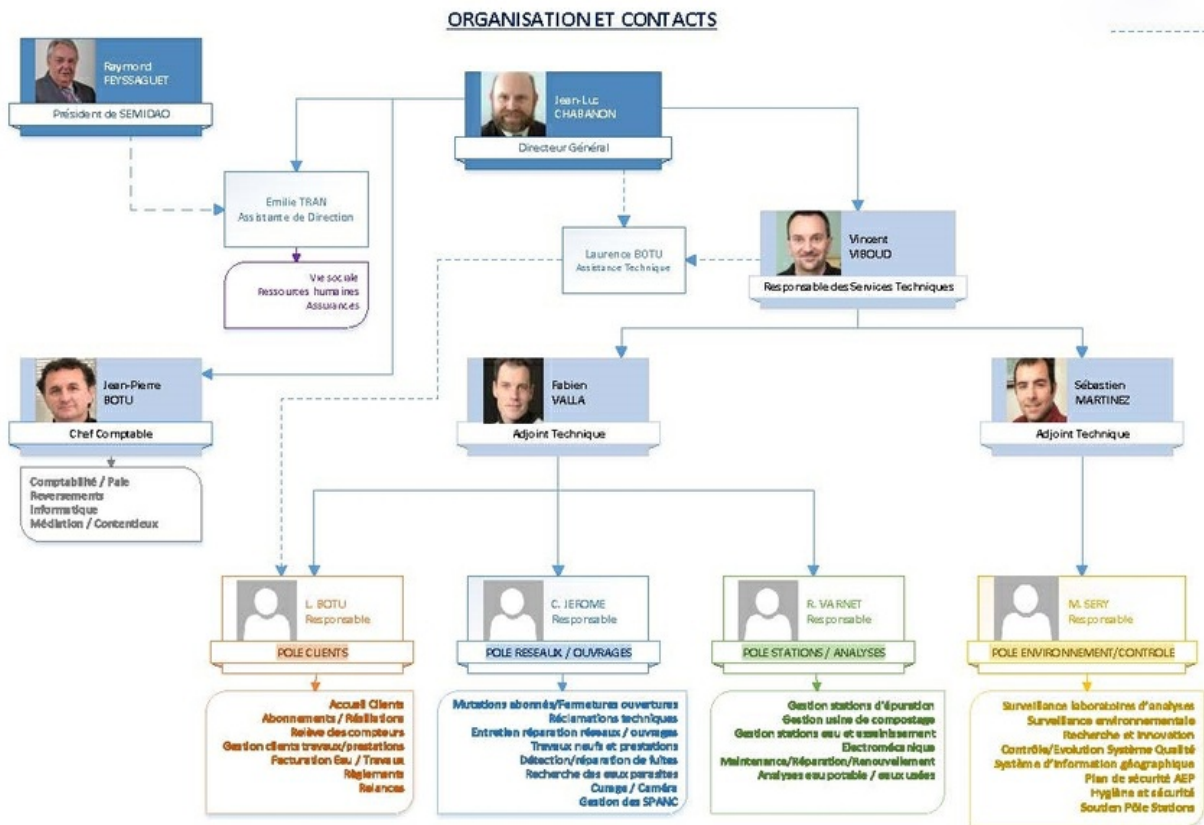 ORGANISATION ET CONTACTS
Raymond
FEYSSAGUET
Président de SEMIDAO
Jean-Luc
CHABANON
Directeur Général
Emilie TRAN
Assistante de Direction
Vie sociale
Ressources humaines
Assurances
Laurence BOTU
Assistance Technique
Vincent
VIBOUD
Responsable des Services Techniques
Jean-Pierre
BOTU
Chef Comptable
Comptabilité / Paie
Reversements
Informatique
Médiation / Contentieux
Fabien
VALLA
Adjoint Technique
Sébastien
MARTINEZ
Adjoint Technique
L. BOTU
Responsable
POLE CLIENTS
Accueil Clients
Abonnements / Résiliations
Relève des compteurs
Gestion clients travaux/prestations
Facturation Eau / Travaux
Règlements
Relances
C. JEROME
Responsable
POLE RESEAUX / OUVRAGES
Mutations abonnés/Fermetures ouvertures
Réclamations techniques
Entretien réparation réseaux / ouvrages
Travaux neufs et prestations
Détection/réparation de fuites
Recherche des eaux parasites
Curage / Caméra
Gestion des SPANC
R. VARNET
Responsable
POLE STATIONS / ANALYSES
Gestion stations d'épuration
Gestion usine de compostage
Gestion stations eau et assainissement
Electromécanique
Maintenance/Réparation/Renouvellement
Analyses eau potable / eaux usées
M. SERY
Responsable
POLE ENVIRONNEMENT/CONTROLE
Surveillance laboratoires d'analyses
Surveillance environnementale
Recherche et Innovation
Contrôle/Evolution Système Qualité
Système d'information géographique
Plan de sécurité AEP
Hygiène et sécurité
Soutien Pôle Stations